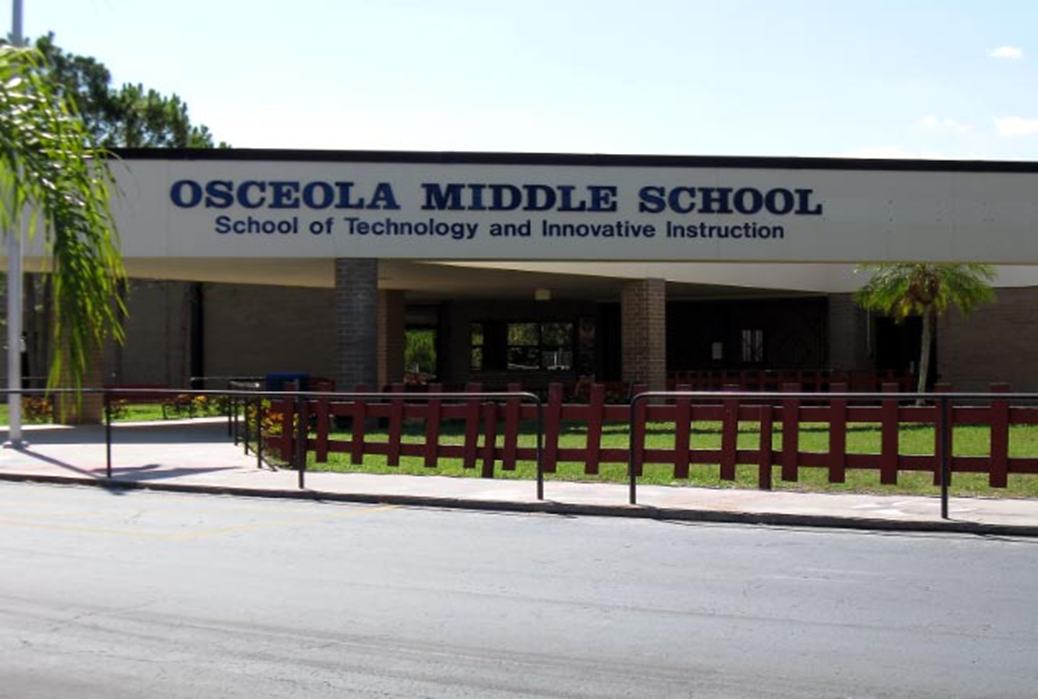 OSCEOLA MIDDLE SCHOOL
School of Technology and Innovative Instruction